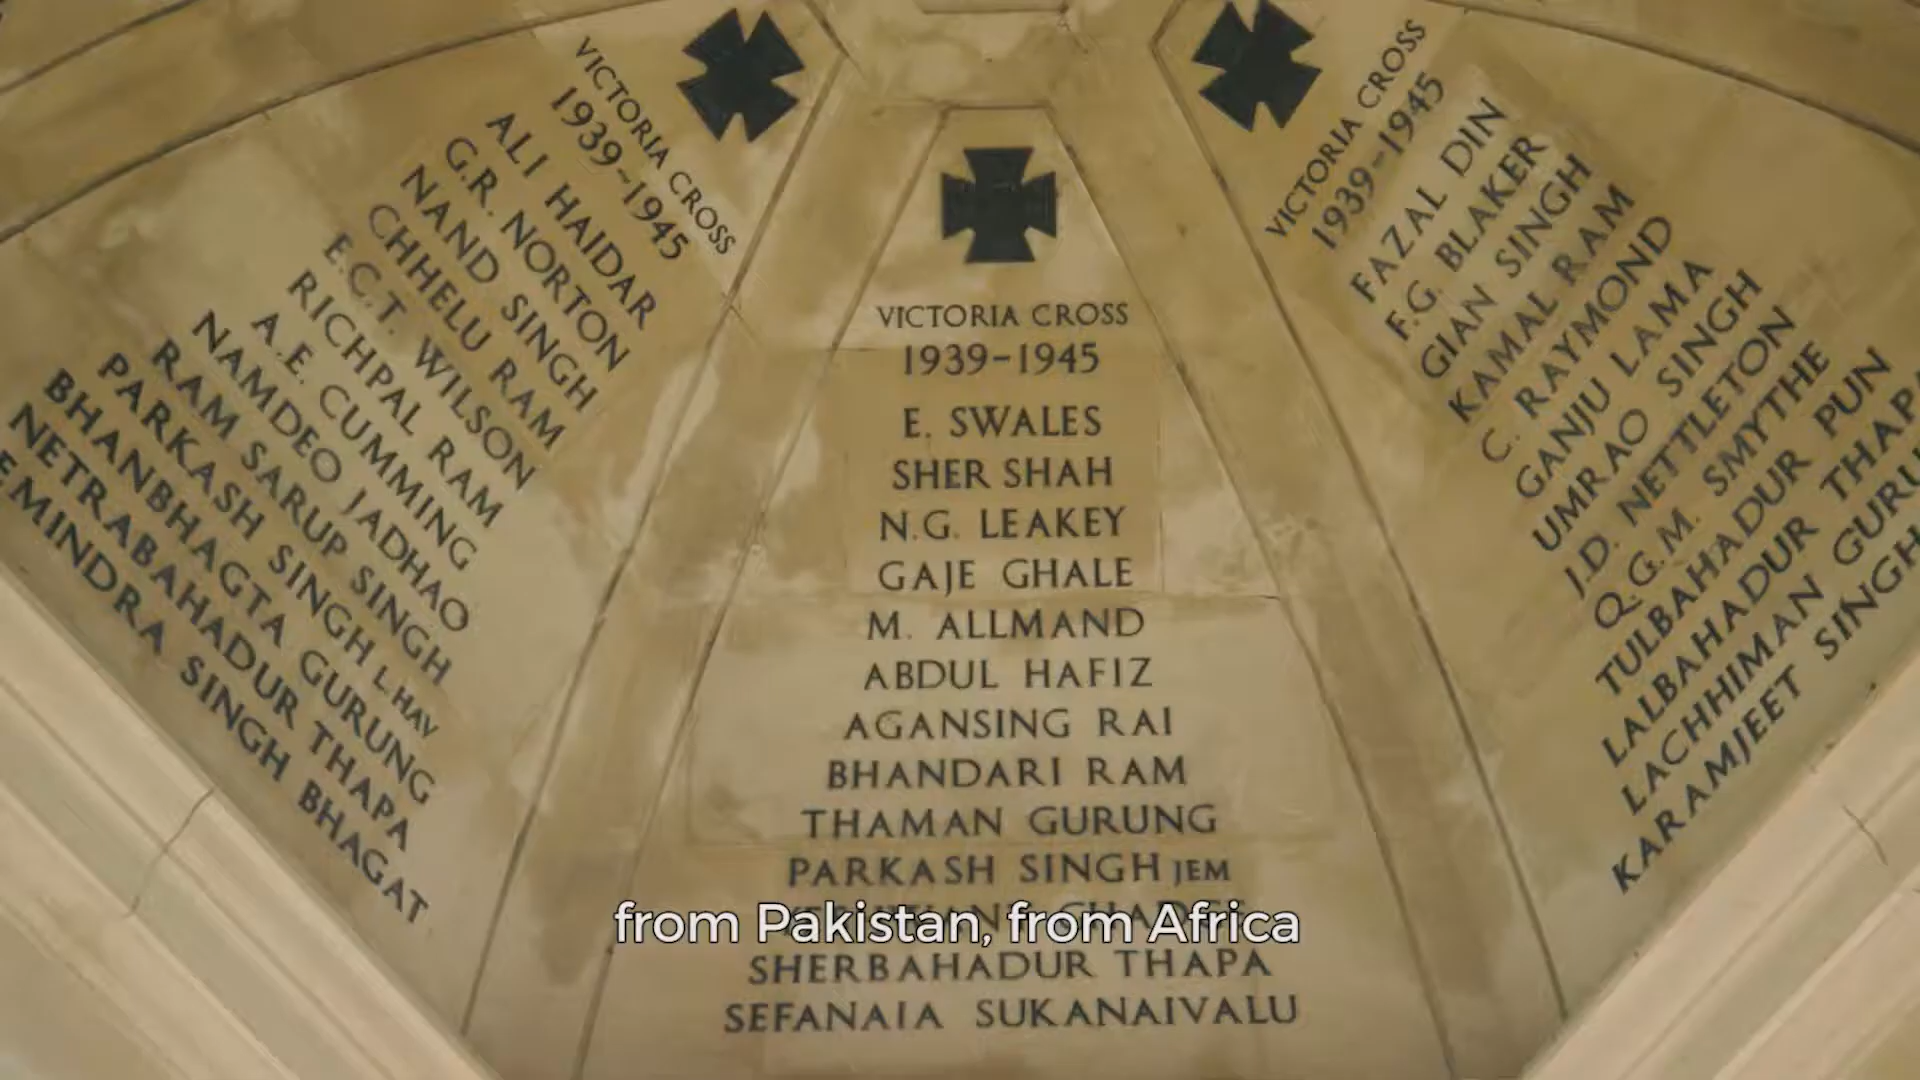 VICTORIA CROSS
1939-1945
ALI HAIDAR
G.R. NORTON
NAND SINGH
CHHELU RAM
E.C.T. WILSON
RICHPAL RAM
A.E. CUMMING
NAMDEO JADHAO
RAM SARUP SINGH
PARKASH SINGH L.HAV
BHANBHAGTA GURUNG
NETRABAHADUR THAPA
SINGH BHAGAT
VICTORIA CROSS
1939-1945
E. SWALES
SHER SHAH
N.G. LEAKEY
GAJE GHALE
M. ALLMAND
ABDUL HAFIZ
AGANSING RAI
BHANDARI RAM
THAMAN GURUNG
PARKASH SINGH JEM
from Pakistan, from Africa
SHERBAHADUR THAPA
SEFANAIA SUKANAIVALU
VICTORIA CROSS
1939-1945
FAZAL DIN
F.G. BLAKER
GIAN SINGH
KAMAL RAM
C. RAYMOND
GANJU LAMA
UMRAO SINGH
J.D. NETTLETON
Q.G.M. SMYTHE
TULBAHADUR PUN
LALBAHADUR THAPA
LACHHIMAN
KARAMJEET SINGH